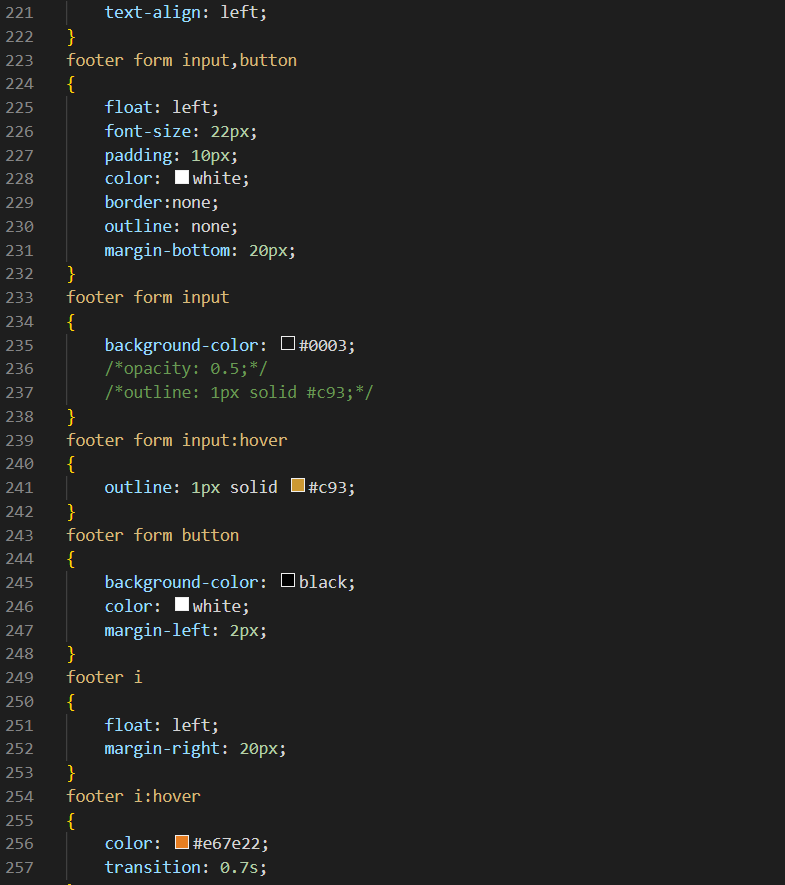 221 text-align: left;
222 }
223 footer form input,button
224 {
225 float: left;
226 font-size: 22px;
227 padding: 10px;
228 color: white;
229 border:none;
230 outline: none;
231 margin-bottom: 20px;
232 }
233 footer form input
234 {
235 background-color: #0003;
236 /*opacity: 0.5;*/
237 /*outline: 1px solid #c93;*/
238 }
239 footer form input:hover
240 {
241 outline: 1px solid #c93;
242 }
243 footer form button
244 {
245 background-color: black;
246 color: white;
247 margin-left: 2px;
248 }
249 footer i
250 {
251 float: left;
252 margin-right: 20px;
253 }
254 footer i:hover
255 {
256 color: #e67e22;
257 transition: 0.7s;